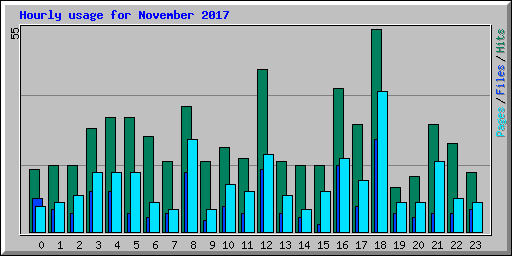 Hourly usage for November 2017
55
Pages / Files / Hits
0 1 2 3 4 5 6 7 8 9 10 11 12 13 14 15 16 17 18 19 20 21 22 23